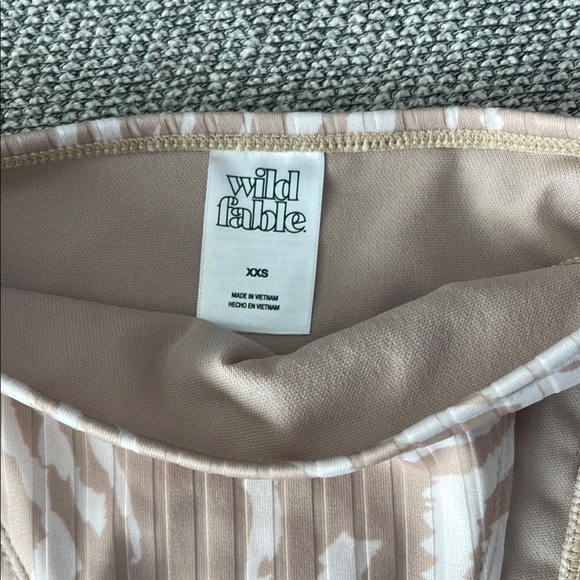 wild
fable.
XXS
MADE IN VIETNAM
HECHO EN VIETNAM